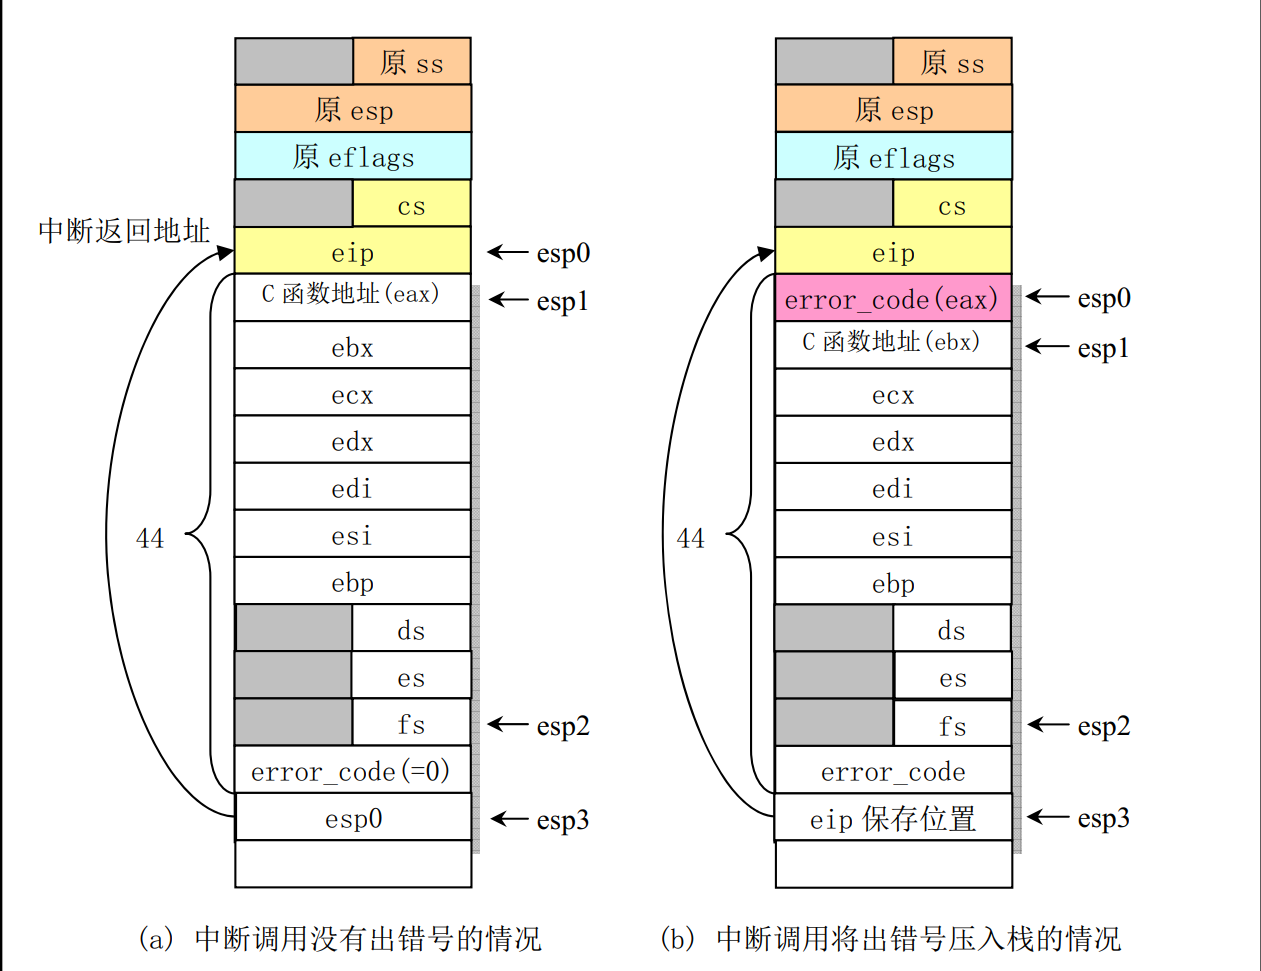 原 ss
原 esp
原 eflags
cs
中断返回地址
eip
esp0
C 函数地址(eax)
esp1
ebx
ecx
edx
edi
44
esi
ebp
ds
es
fs
esp2
error_code(=0)
esp0
esp3
(a) 中断调用没有出错号的情况
原 ss
原 esp
原 eflags
cs
eip
error_code(eax)
esp0
C 函数地址(ebx)
esp1
ecx
edx
edi
44
esi
ebp
ds
es
fs
esp2
error_code
eip 保存位置
esp3
(b) 中断调用将出错号压入栈的情况